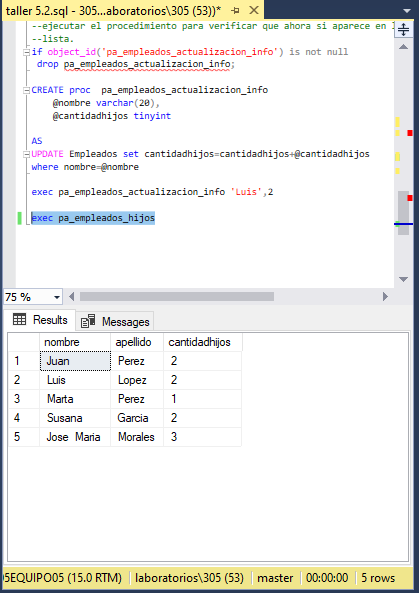 taller 5.2.sql - 305...aboratorios\305 (53))*
--ejecutar el procedimiento para verificar que ahora si aparece en
--lista.
if object_id('pa_empleados_actualizacion_info') is not null
drop pa_empleados_actualizacion_info;
CREATE proc pa_empleados_actualizacion_info
@nombre varchar(20),
@cantidadhijos tinyint
AS
UPDATE Empleados set cantidadhijos=cantidadhijos+@cantidadhijos
where nombre=@nombre
exec pa_empleados_actualizacion_info 'Luis',2
exec pa_empleados_hijos
75 %
Results Messages
nombre apellido cantidadhijos
1 Juan Perez 2
2 Luis Lopez 2
3 Marta Perez 1
4 Susana Garcia 2
5 Jose Maria Morales 3
05EQUIPO05 (15.0 RTM) laboratorios\305 (53) master 00:00:00 5 rows